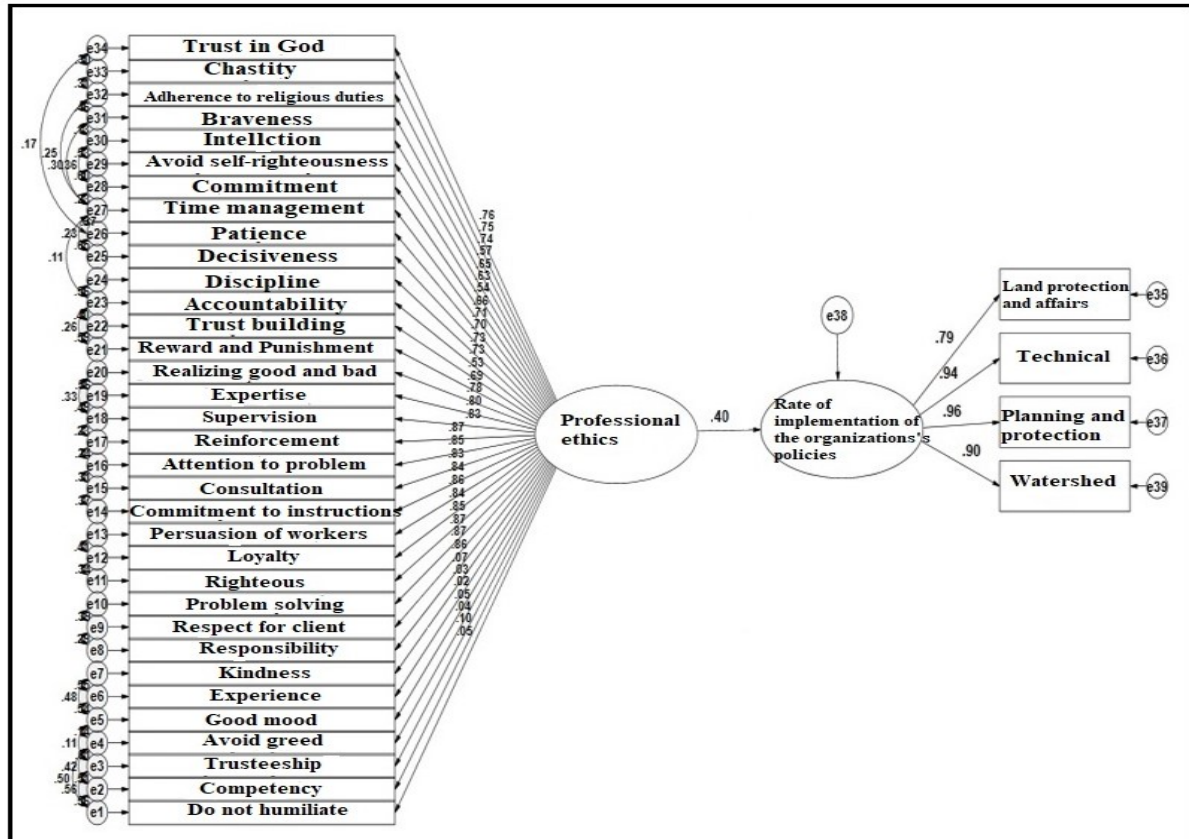 e34 Trust in God
e33 Chastity
e32 Adherence to religious duties
e31 Braveness
e30 Intellction
e29 Avoid self-righteousness
e28 Commitment
e27 Time management
e26 Patience
e25 Decisiveness
e24 Discipline
e23 Accountability
e22 Trust building
e21 Reward and Punishment
e20 Realizing good and bad
e19 Expertise
e18 Supervision
e17 Reinforcement
e16 Attention to problem
e15 Consultation
e14 Commitment to instructions
e13 Persuasion of workers
e12 Loyalty
e11 Righteous
e10 Problem solving
e9 Respect for client
e8 Responsibility
e7 Kindness
e6 Experience
e5 Good mood
e4 Avoid greed
e3 Trusteeship
e2 Competency
e1 Do not humiliate
.17
.25
.30
.36
.23
.11
.26
.33
.48
.11
.42
.50
.56
.76
.75
.74
.57
.65
.63
.54
.66
.71
.70
.73
.73
.53
.69
.78
.80
.83
.87
.85
.83
.84
.86
.84
.85
.87
.87
.86
.07
.03
.02
.05
.04
.10
.05
Professional
ethics
.40
e38
Rate of
implementation of
the organizations's
policies
.79
.94
.96
.90
Land protection
and affairs
e35
Technical
e36
Planning and
protection
e37
Watershed
e39